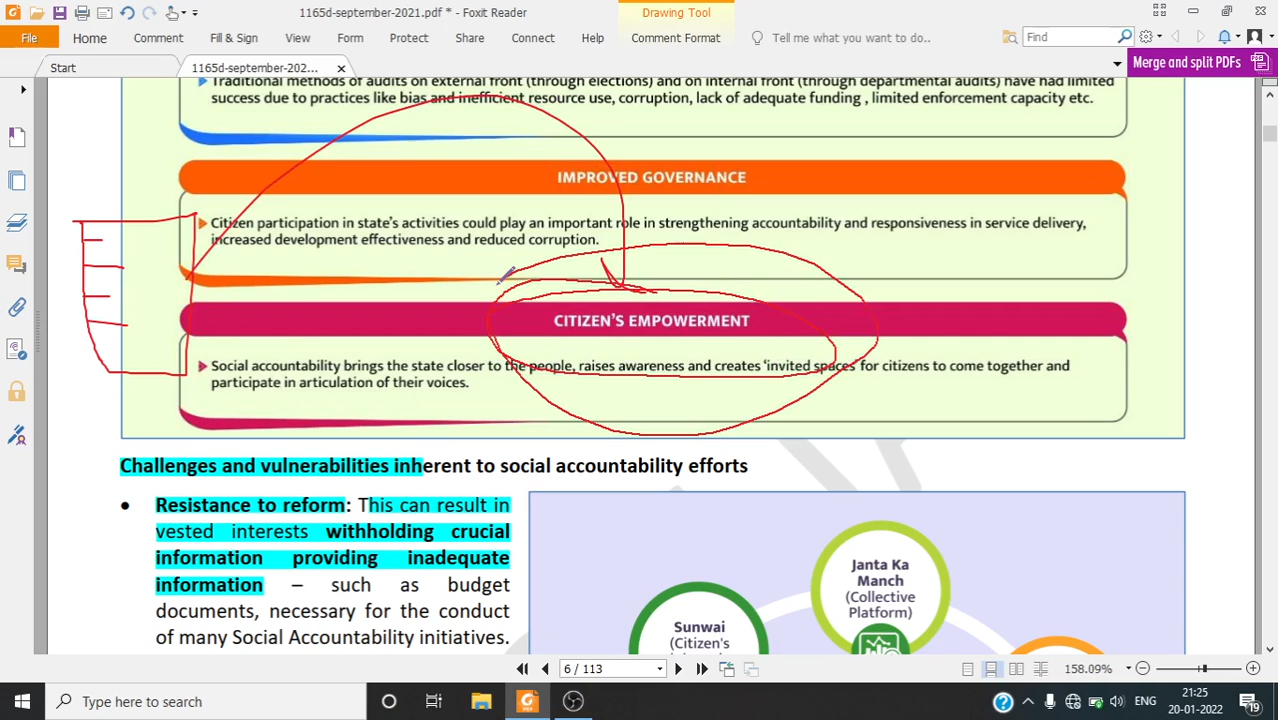 1165d-september-2021.pdf * - Foxit Reader
Drawing Tool
File
Home
Comment
Fill & Sign
View
Form
Protect
Share
Connect
Help
Comment Format
Tell me what you want to do..
Find
Start
1165d-september-202...
Merge and split PDFs
Traditional methods of audits on external front (through elections) and on internal front (through departmental audits) have had limited
success due to practices like bias and inefficient resource use, corruption, lack of adequate funding , limited enforcement capacity etc.
IMPROVED GOVERNANCE
Citizen participation in state's activities could play an important role in strengthening accountability and responsiveness in service delivery,
increased development effectiveness and reduced corruption.
CITIZEN'S EMPOWERMENT
Social accountability brings the state closer to the people, raises awareness and creates 'invited spaces' for citizens to come together and
participate in articulation of their voices.
Challenges and vulnerabilities inherent to social accountability efforts
• Resistance to reform: This can result in
vested interests withholding crucial
information providing inadequate
information – such as budget
documents, necessary for the conduct
of many Social Accountability initiatives.
Janta Ka
Manch
(Collective
Platform)
Sunwai
(Citizen's
6 / 113
158.09%
Type here to search
ENG
21:25
20-01-2022
19